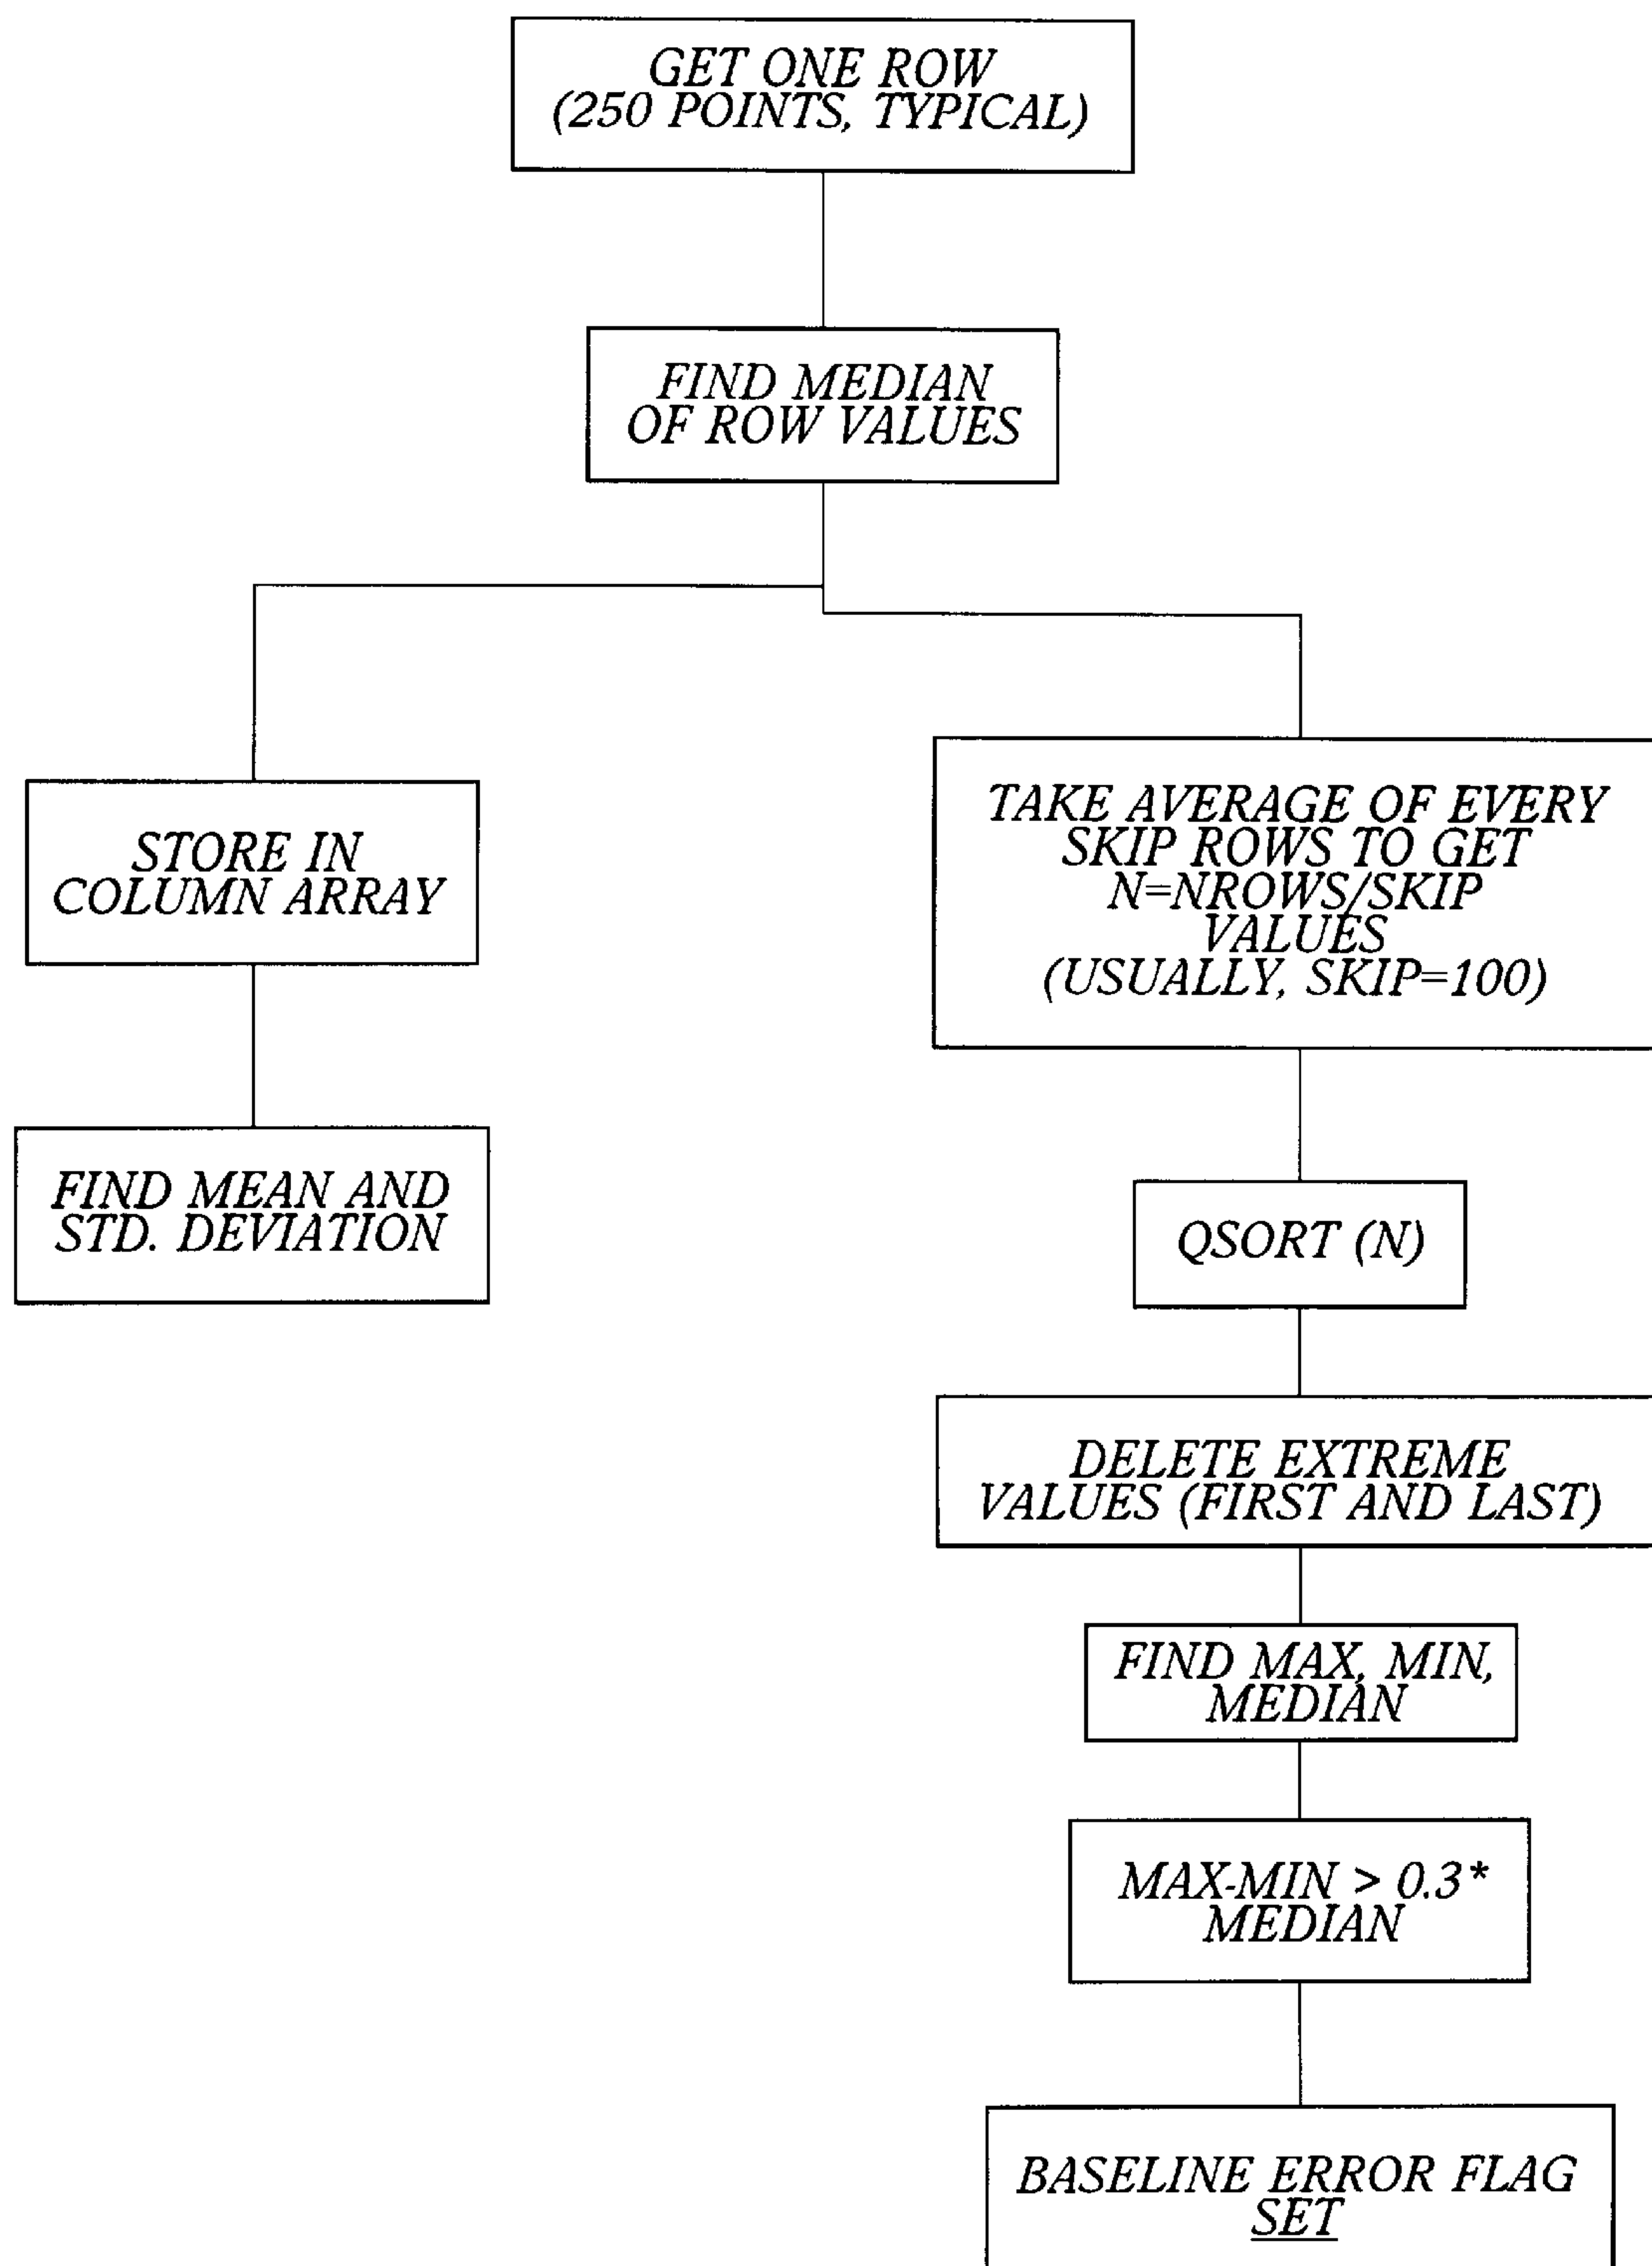 GET ONE ROW
(250 POINTS, TYPICAL)
FIND MEDIAN
OF ROW VALUES
STORE IN
COLUMN ARRAY
FIND MEAN AND
STD. DEVIATION
TAKE AVERAGE OF EVERY
SKIP ROWS TO GET
N=NROWS/SKIP
VALUES
(USUALLY, SKIP=100)
QSORT (N)
DELETE EXTREME
VALUES (FIRST AND LAST)
FIND MAX, MIN,
MEDIAN
MAX-MIN > 0.3*
MEDIAN
BASELINE ERROR FLAG
SET